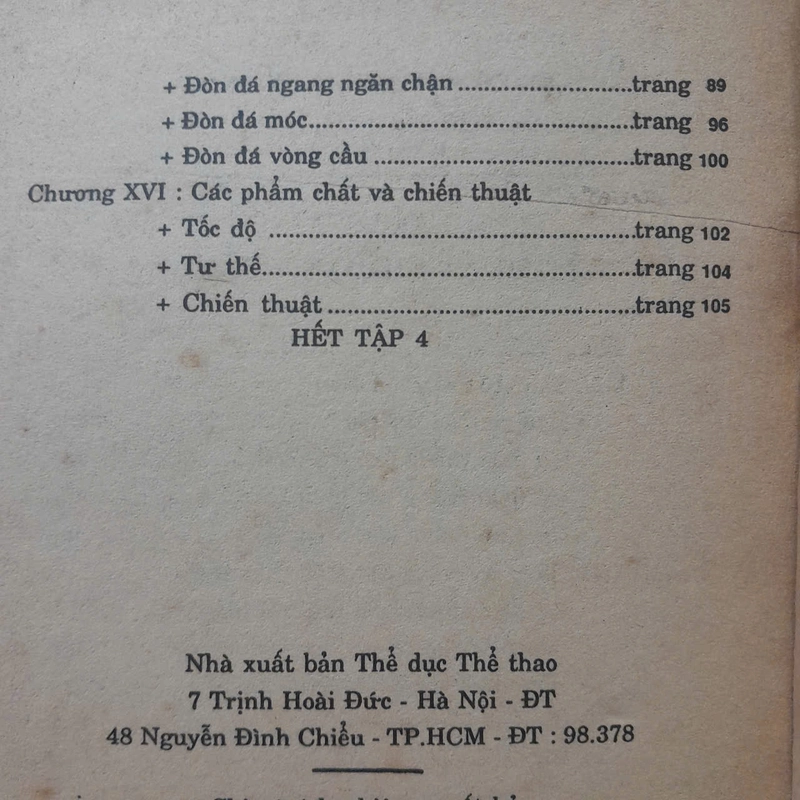 + Đòn đá ngang ngăn chận..........................trang 89
+ Đòn đá móc.................................................trang 96
+ Đòn đá vòng cầu .......................................trang 100
Chương XVI : Các phẩm chất và chiến thuật
+ Tốc độ .......................................................trang 102
+ Tư thế........................................................trang 104
+ Chiến thuật ..............................................trang 105
HẾT TẬP 4
Nhà xuất bản Thể dục Thể thao
7 Trịnh Hoài Đức - Hà Nội - ĐT
48 Nguyễn Đình Chiểu - TP.HCM - ĐT : 98.378